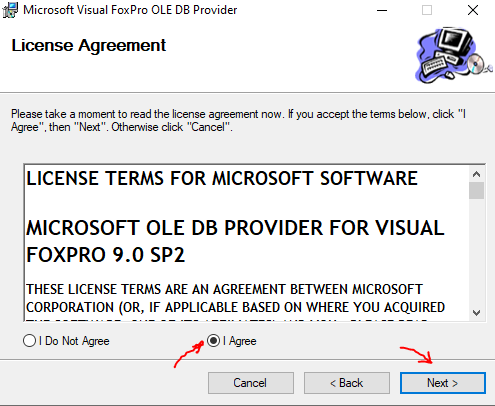 Microsoft Visual FoxPro OLE DB Provider
License Agreement
Please take a moment to read the license agreement now. If you accept the terms below, click "I
Agree", then "Next". Otherwise click "Cancel".
LICENSE TERMS FOR MICROSOFT SOFTWARE
MICROSOFT OLE DB PROVIDER FOR VISUAL
FOXPRO 9.0 SP2
THESE LICENSE TERMS ARE AN AGREEMENT BETWEEN MICROSOFT
CORPORATION (OR, IF APPLICABLE BASED ON WHERE YOU ACQUIRED
I Do Not Agree
I Agree
Cancel
< Back
Next >